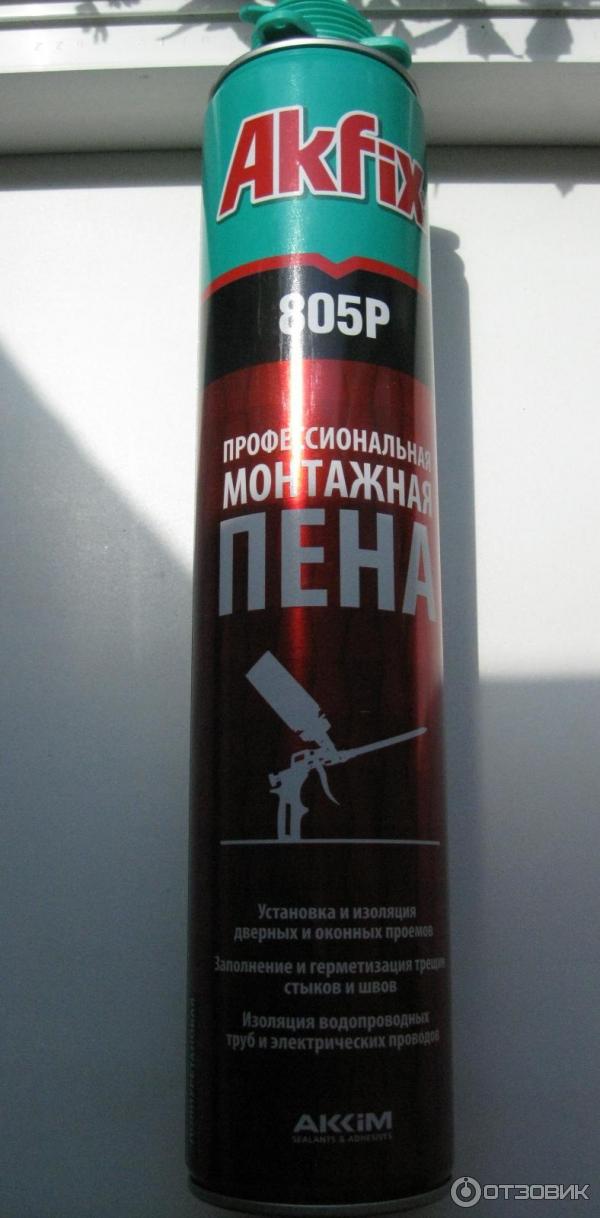 Akfix
805P
ПРОФЕССИОНАЛЬНАЯ
МОНТАЖНАЯ
ПЕНА
Установка и изоляция
дверных и оконных проемов
Заполнение и герметизация трещин
стыков и швов
Изоляция водопроводных
труб и электрических проводов
AKKİM
SEALANTS & ADHESIVES
ОТЗОВИК